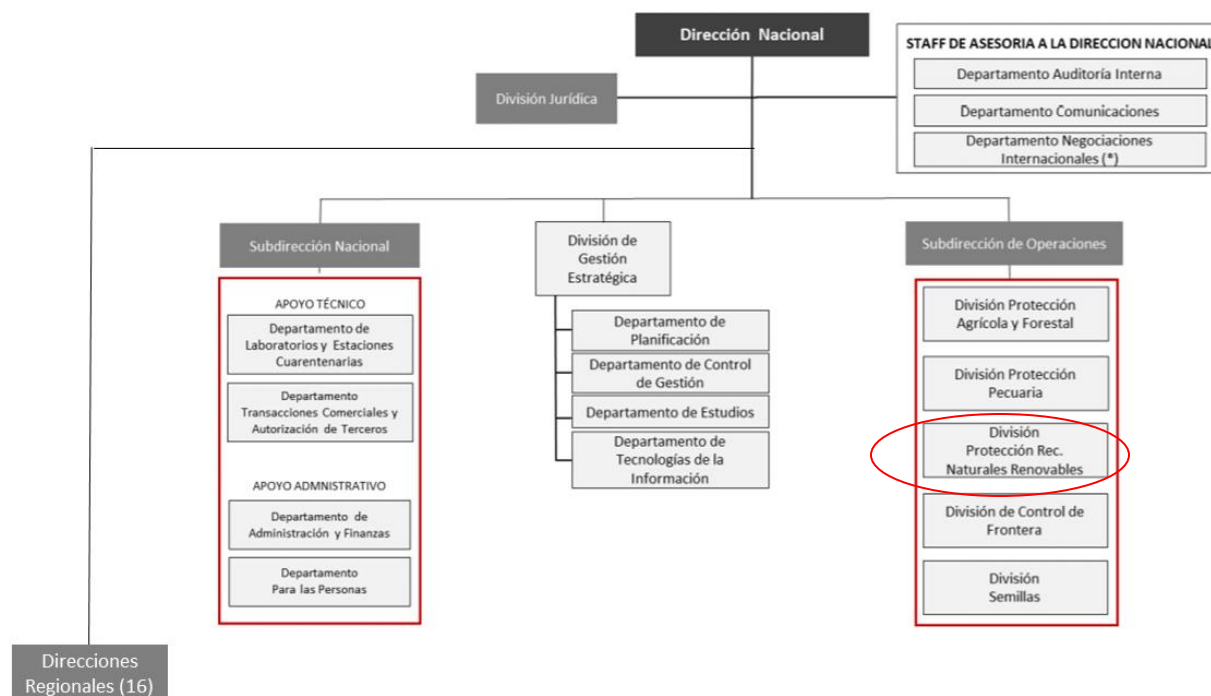 Dirección Nacional
STAFF DE ASESORIA A LA DIRECCION NACIONAL
Departamento Auditoría Interna
Departamento Comunicaciones
Departamento Negociaciones
Internacionales (*)
División Jurídica
Subdirección Nacional
APOYO TÉCNICO
Departamento de
Laboratorios y Estaciones
Cuarentenarias
Departamento
Transacciones Comerciales y
Autorización de Terceros
APOYO ADMNISTRATIVO
Departamento de
Administración y Finanzas
Departamento
Para las Personas
División de
Gestión
Estratégica
Departamento de
Planificación
Departamento de Control
de Gestión
Departamento de Estudios
Departamento de
Tecnologías de la
Información
Subdirección de Operaciones
División Protección
Agrícola y Forestal
División Protección
Pecuaria
División
Protección Rec.
Naturales Renovables
División de Control de
Frontera
División
Semillas
Direcciones
Regionales (16)